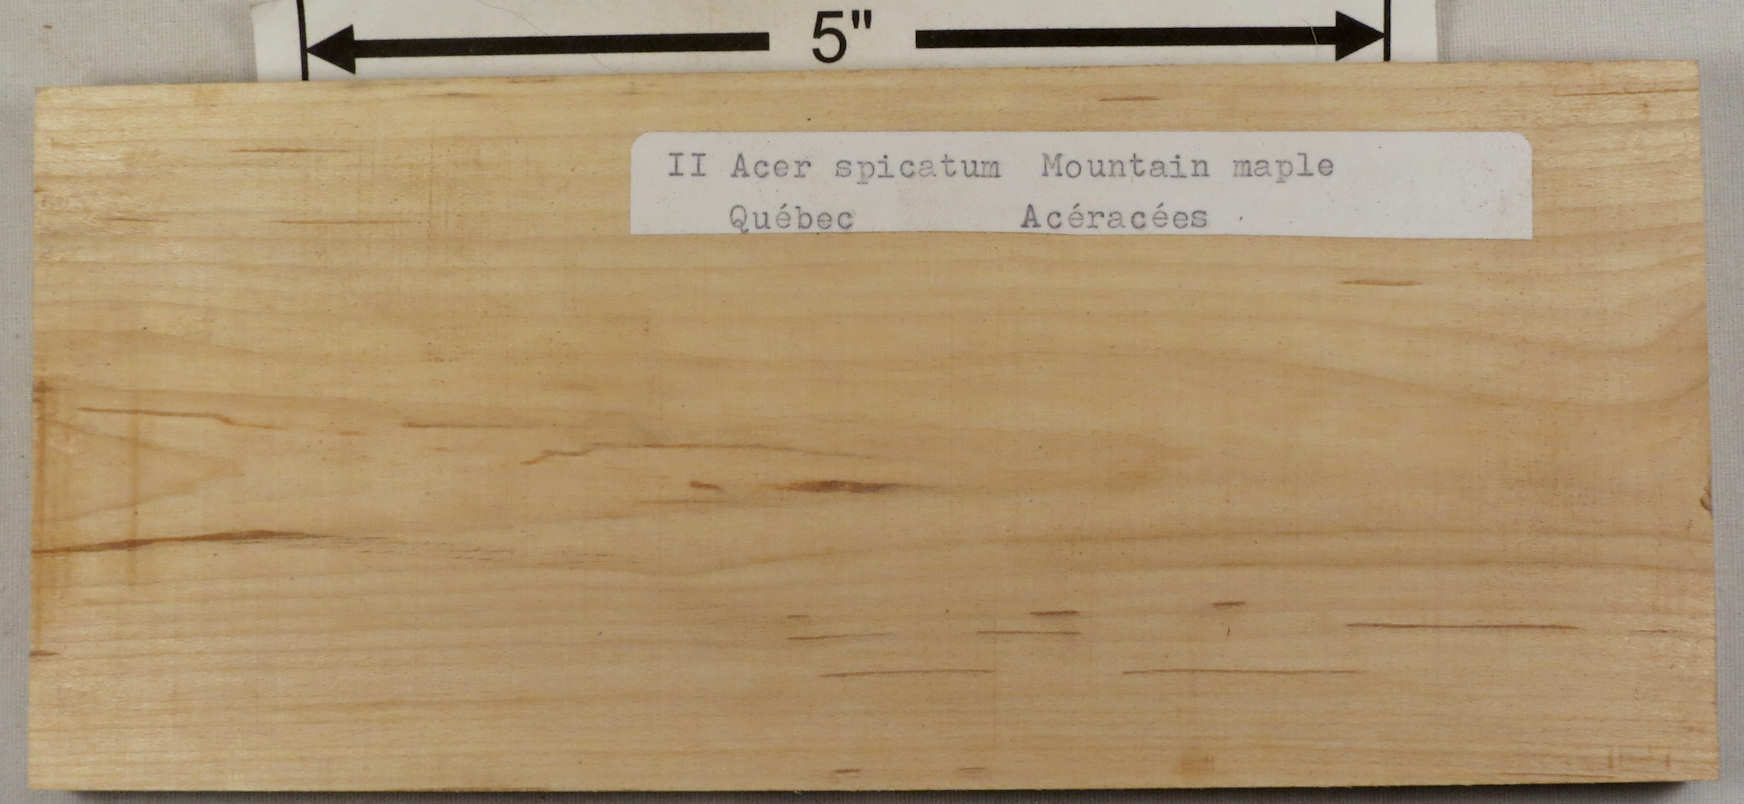 5"
II Acer spicatum Mountain maple
Québec Acéracées